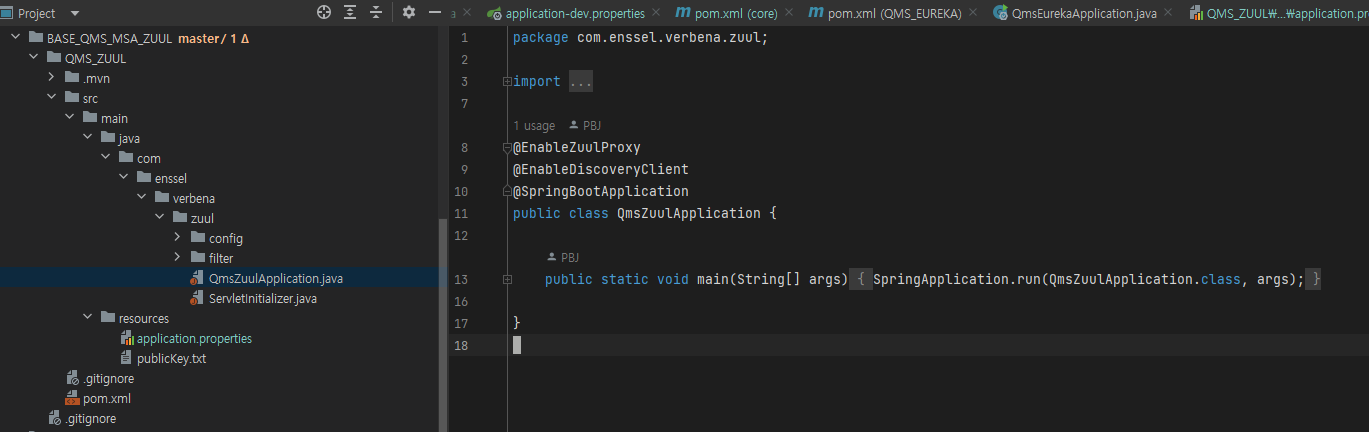 Project
a
application-dev.properties
pom.xml (core)
pom.xml (QMS_EUREKA)
QmsEurekaApplication.java
QMS_ZUUL₩...₩application.pro
BASE_QMS_MSA_ZUUL master / 1 Δ
QMS_ZUUL
.mvn
src
main
java
com
enssel
verbena
zuul
config
filter
QmsZuulApplication.java
ServletInitializer.java
resources
application.properties
publicKey.txt
.gitignore
pom.xml
.gitignore
1 package com.enssel.verbena.zuul;
2
3 import ...
7
1 usage PBJ
8 @EnableZuulProxy
9 @EnableDiscoveryClient
10 @SpringBootApplication
11 public class QmsZuulApplication {
12
PBJ
13 public static void main(String[] args) { SpringApplication.run(QmsZuulApplication.class, args); }
16
17 }
18